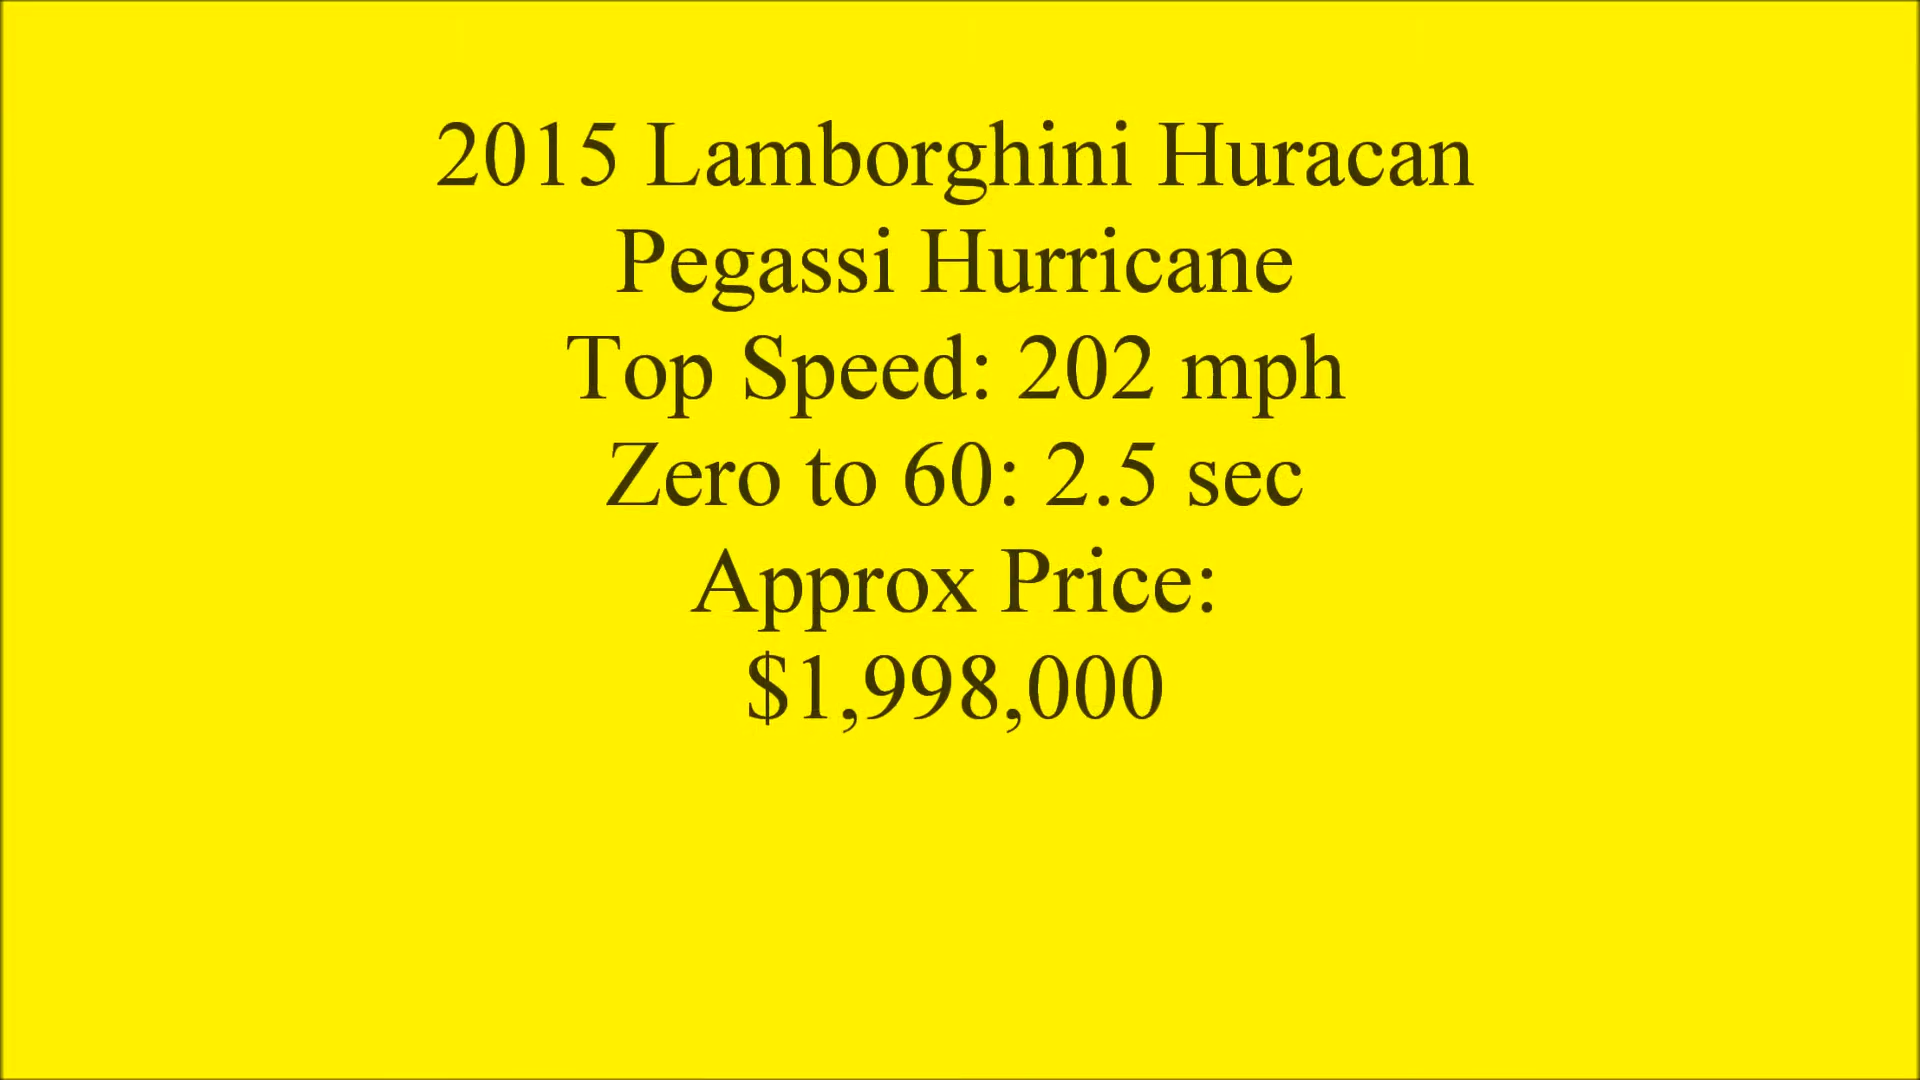 2015 Lamborghini Huracan
Pegassi Hurricane
Top Speed: 202 mph
Zero to 60: 2.5 sec
Approx Price:
$1,998,000